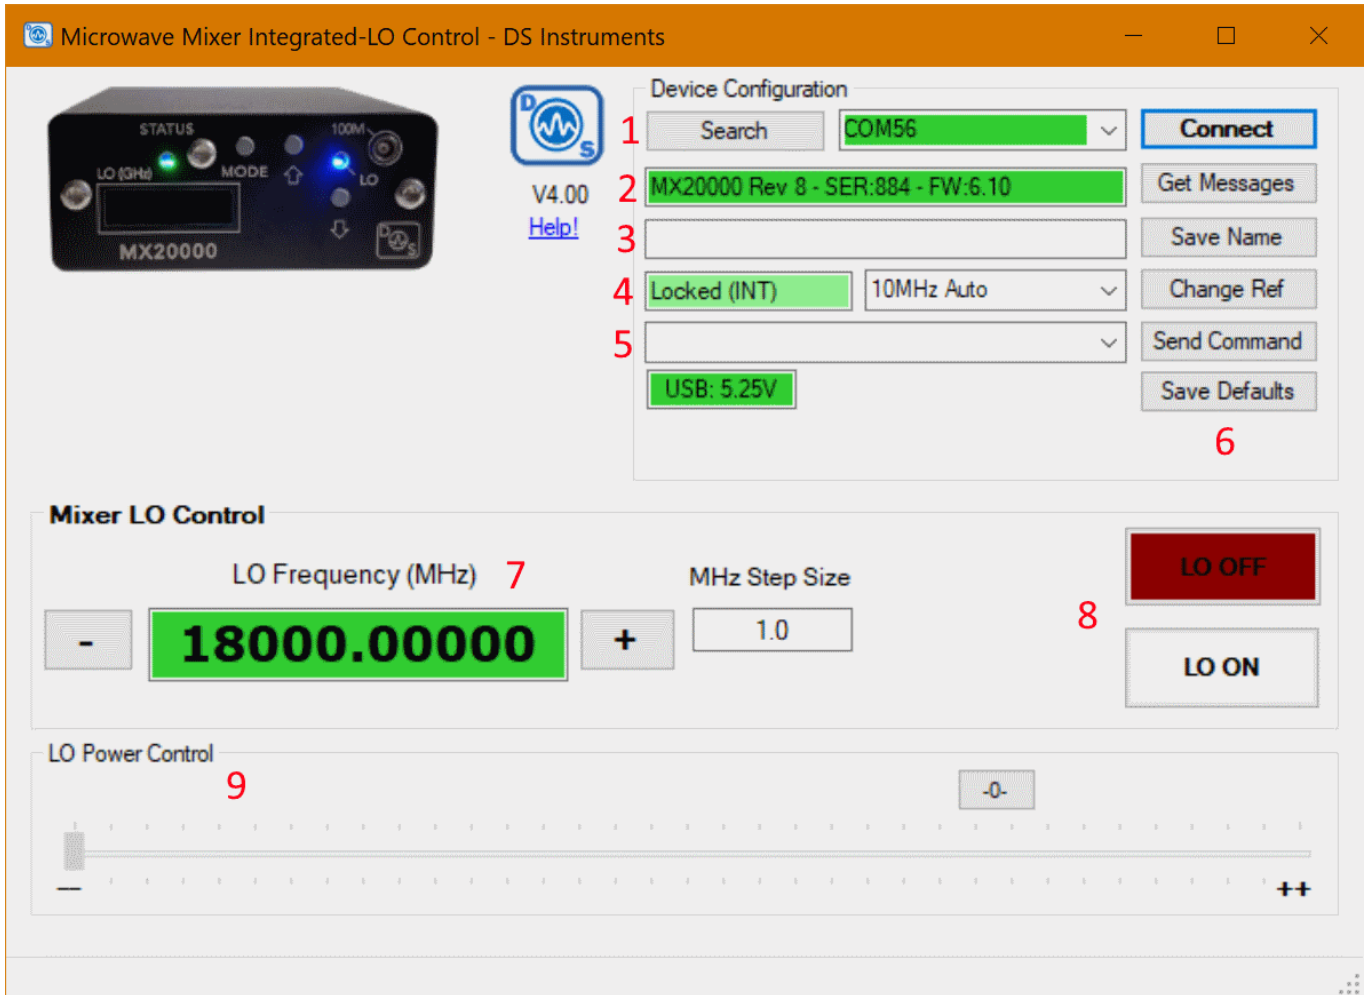 Microwave Mixer Integrated-LO Control - DS Instruments
STATUS
100M
LO (GHz)
MODE
LO
MX20000
D S
D S
V4.00
Help!
Device Configuration
1 Search COM56 Connect
2 MX20000 Rev 8 - SER:884 - FW:6.10 Get Messages
3 Save Name
4 Locked (INT) 10MHz Auto Change Ref
5 Send Command
USB: 5.25V Save Defaults
6
Mixer LO Control
LO Frequency (MHz) 7 MHz Step Size
- 18000.00000 + 1.0
8
LO OFF
LO ON
LO Power Control
9
-0-
-- ++